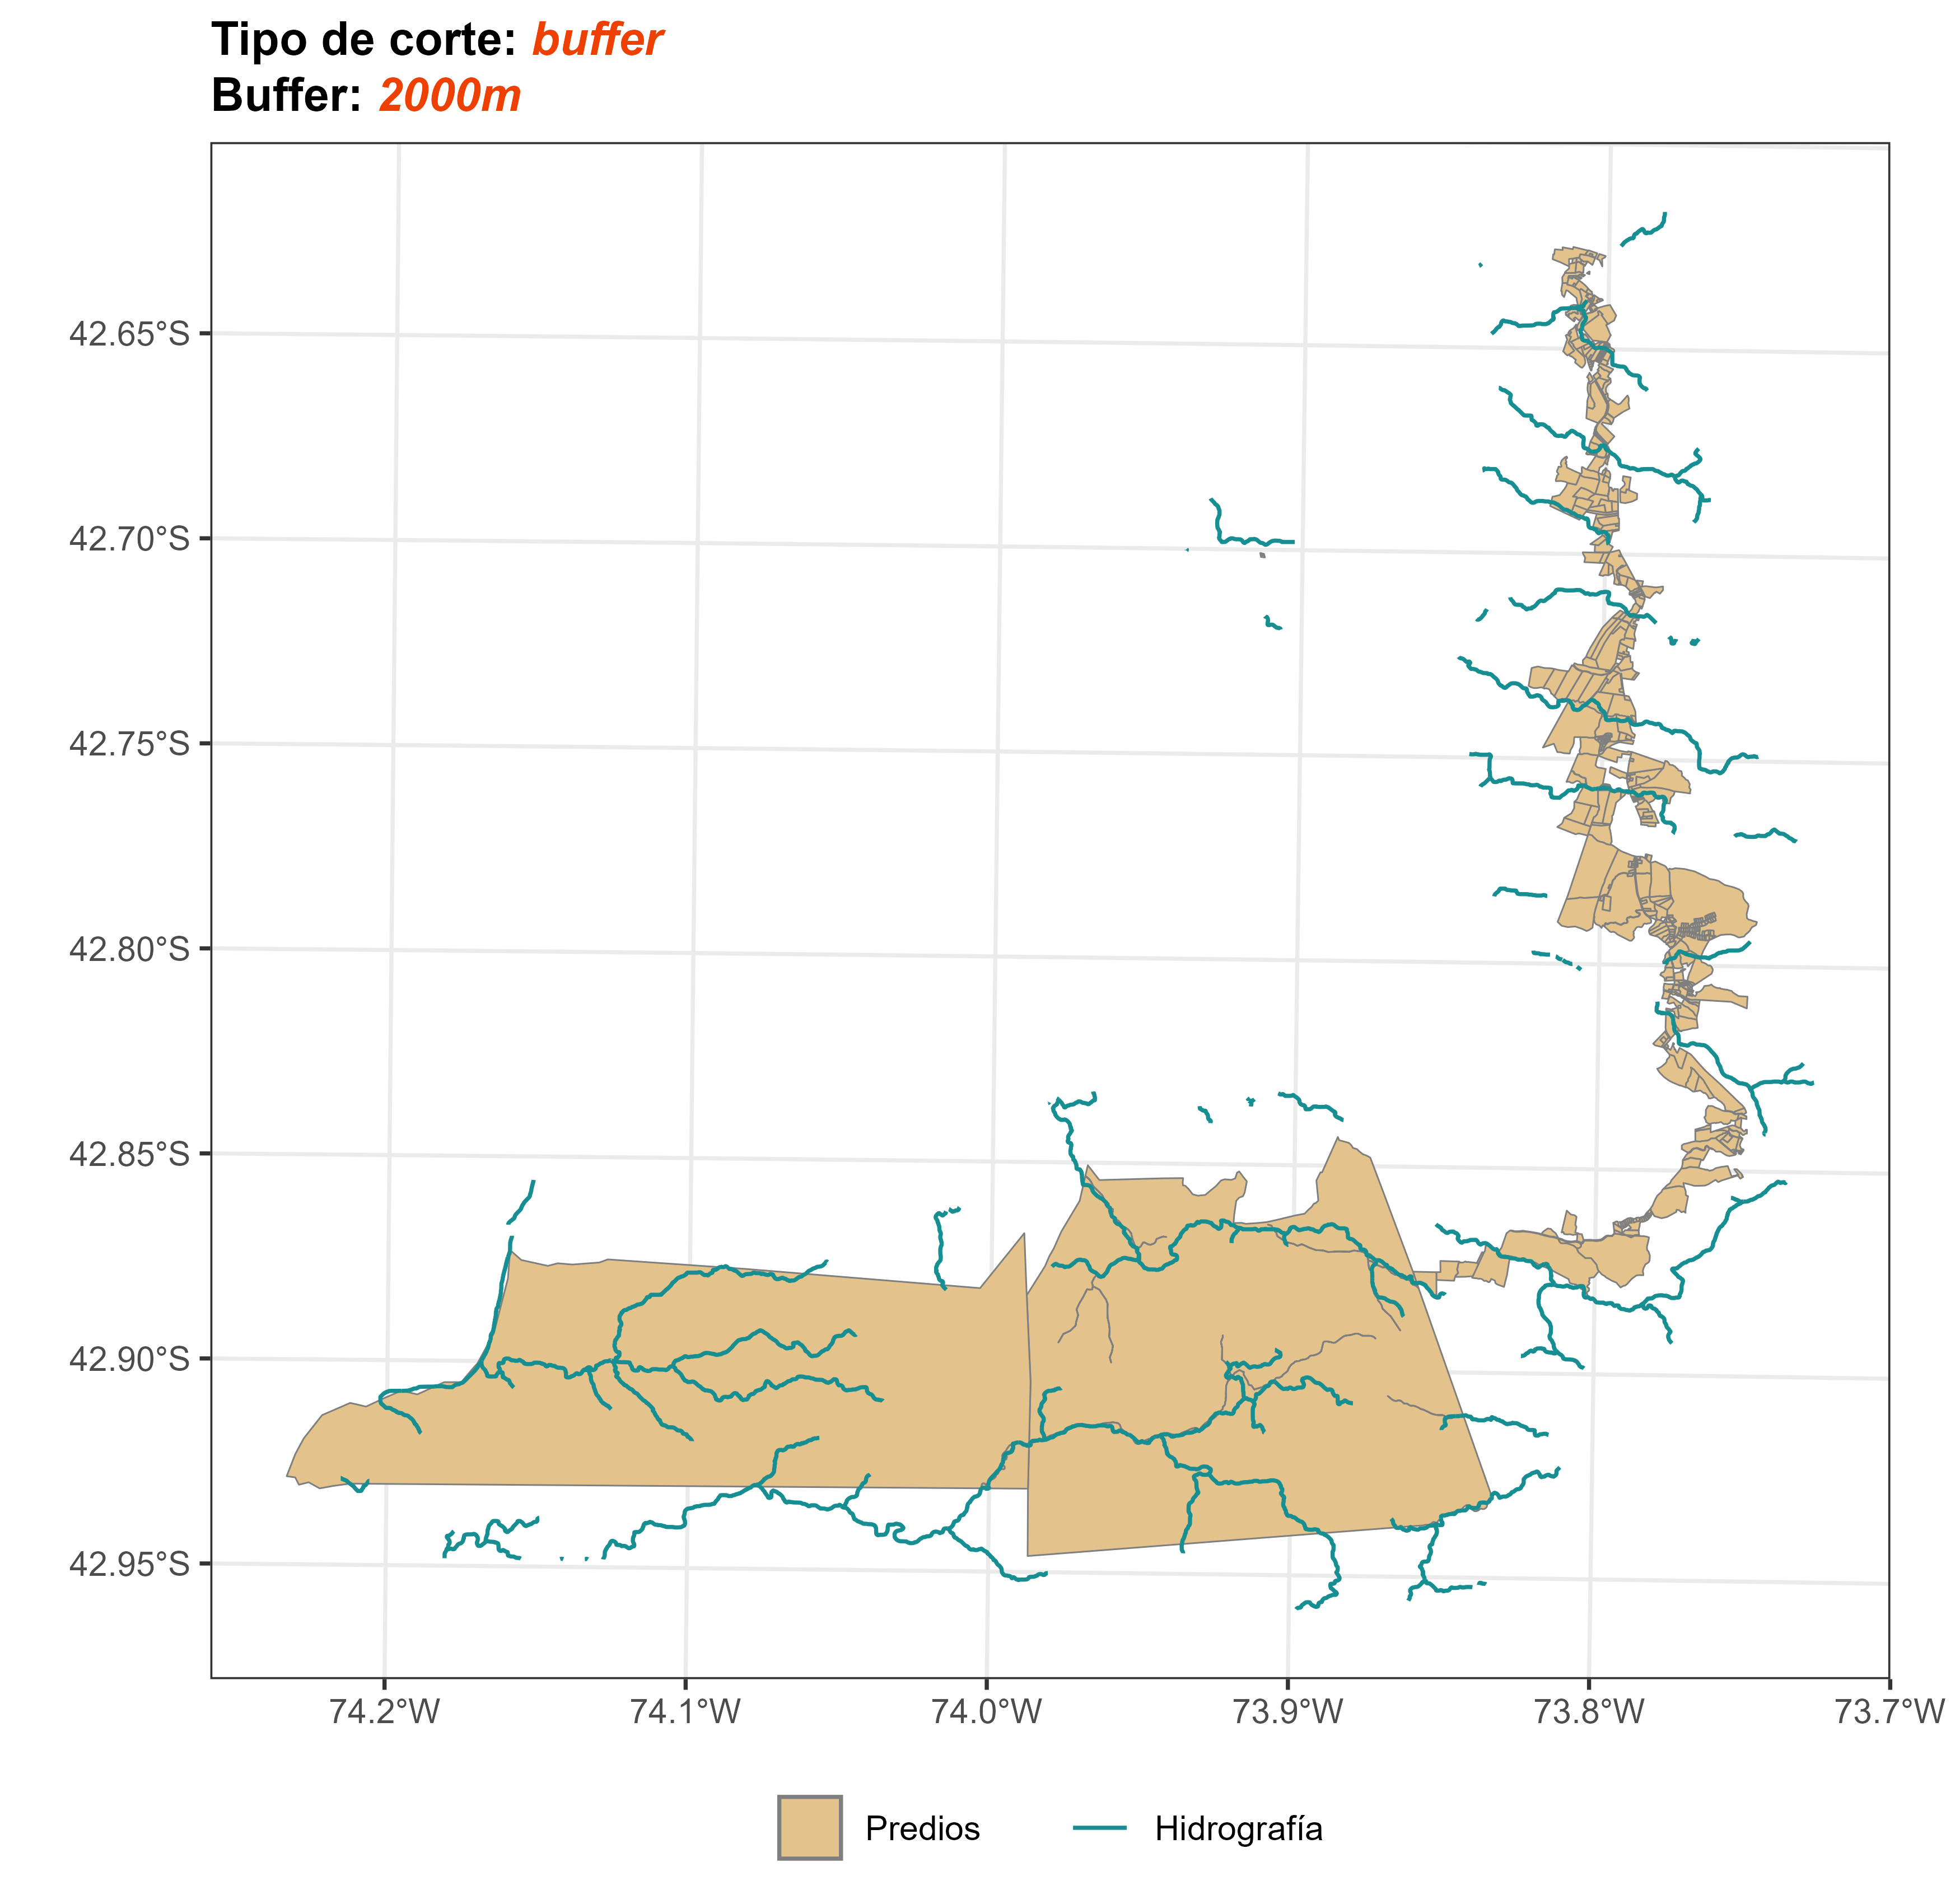 Tipo de corte: buffer
Buffer: 2000m
42.65°S
42.70°S
42.75°S
42.80°S
42.85°S
42.90°S
42.95°S
74.2°W 74.1°W 74.0°W 73.9°W 73.8°W 73.7°W
Predios Hidrografía